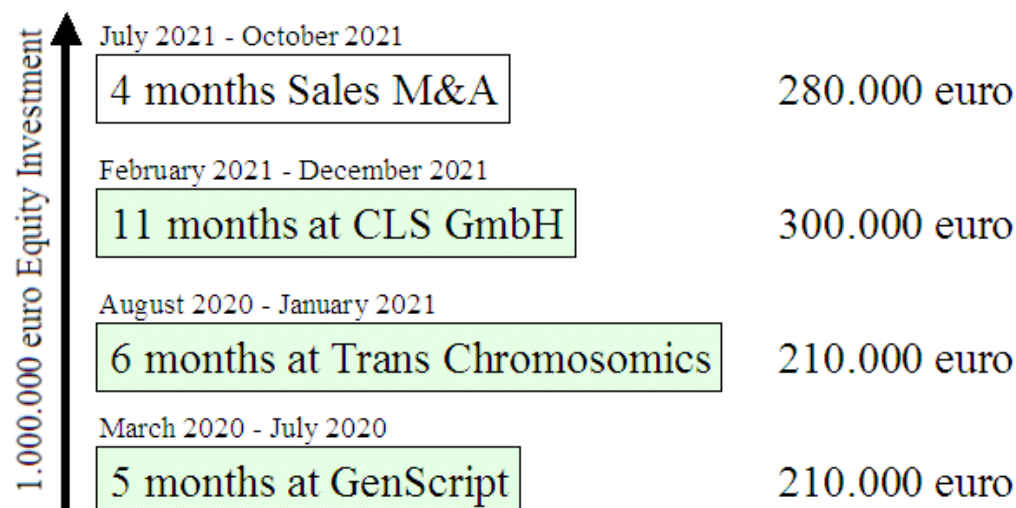 1.000.000 euro Equity Investment
July 2021 - October 2021
4 months Sales M&A 280.000 euro
February 2021 - December 2021
11 months at CLS GmbH 300.000 euro
August 2020 - January 2021
6 months at Trans Chromosomics 210.000 euro
March 2020 - July 2020
5 months at GenScript 210.000 euro